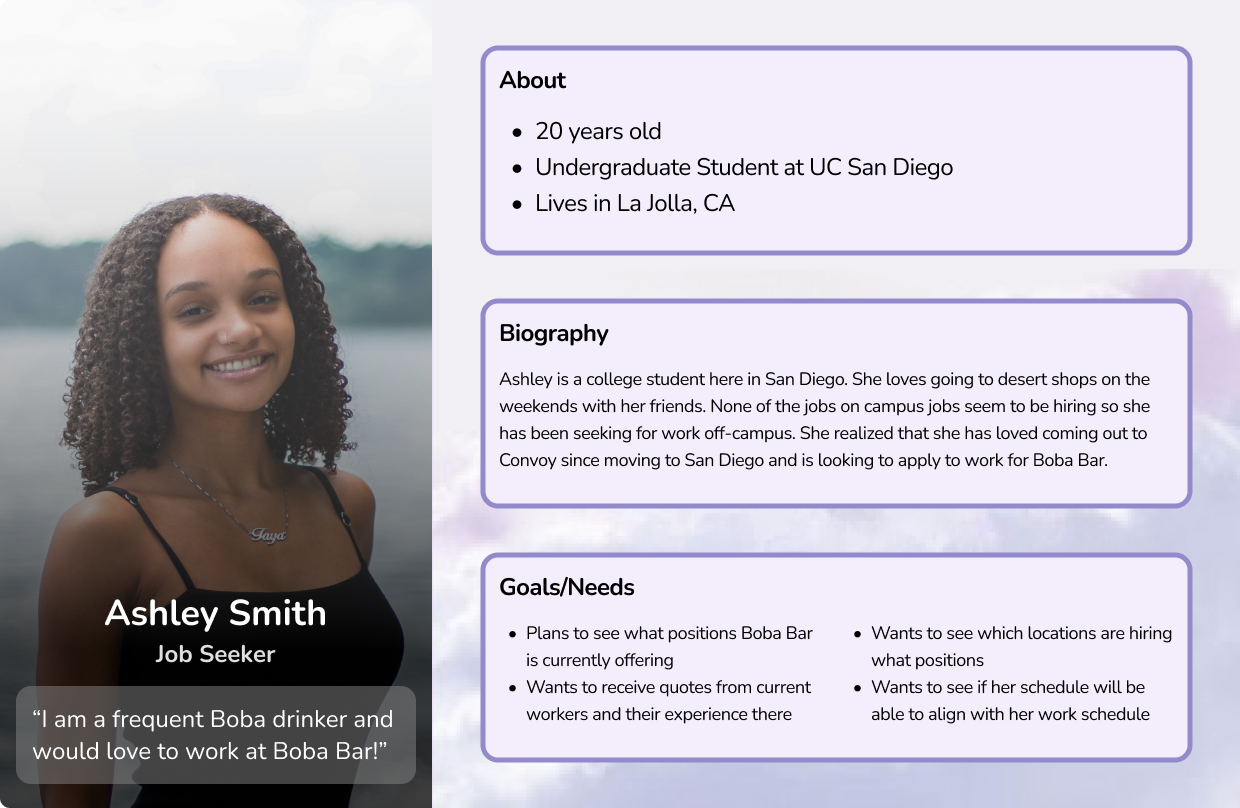 About
• 20 years old
• Undergraduate Student at UC San Diego
• Lives in La Jolla, CA
Biography
Ashley is a college student here in San Diego. She loves going to desert shops on the
weekends with her friends. None of the jobs on campus jobs seem to be hiring so she
has been seeking for work off-campus. She realized that she has loved coming out to
Convoy since moving to San Diego and is looking to apply to work for Boba Bar.
Goals/Needs
• Plans to see what positions Boba Bar
is currently offering
• Wants to receive quotes from current
workers and their experience there
• Wants to see which locations are hiring
what positions
• Wants to see if her schedule will be
able to align with her work schedule
Taya
Ashley Smith
Job Seeker
“I am a frequent Boba drinker and
would love to work at Boba Bar!”